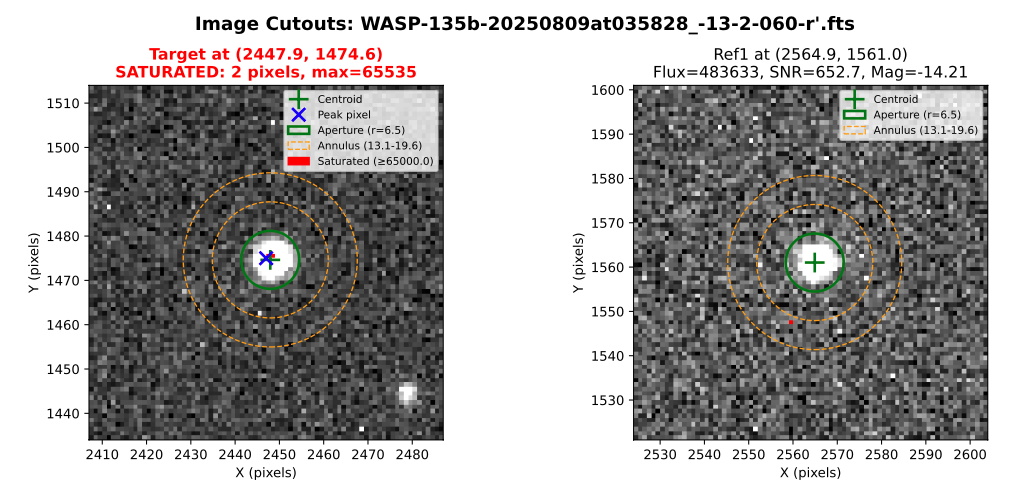 Image Cutouts: WASP-135b-20250809at035828_-13-2-060-r'.fts
Target at (2447.9, 1474.6)
SATURATED: 2 pixels, max=65535
Centroid
Peak pixel
Aperture (r=6.5)
Annulus (13.1-19.6)
Saturated (≥65000.0)
1510
1500
1490
1480
1470
1460
1450
1440
Y (pixels)
2410 2420 2430 2440 2450 2460 2470 2480
X (pixels)
Ref1 at (2564.9, 1561.0)
Flux=483633, SNR=652.7, Mag=-14.21
Centroid
Aperture (r=6.5)
Annulus (13.1-19.6)
1600
1590
1580
1570
1560
1550
1540
1530
Y (pixels)
2530 2540 2550 2560 2570 2580 2590 2600
X (pixels)